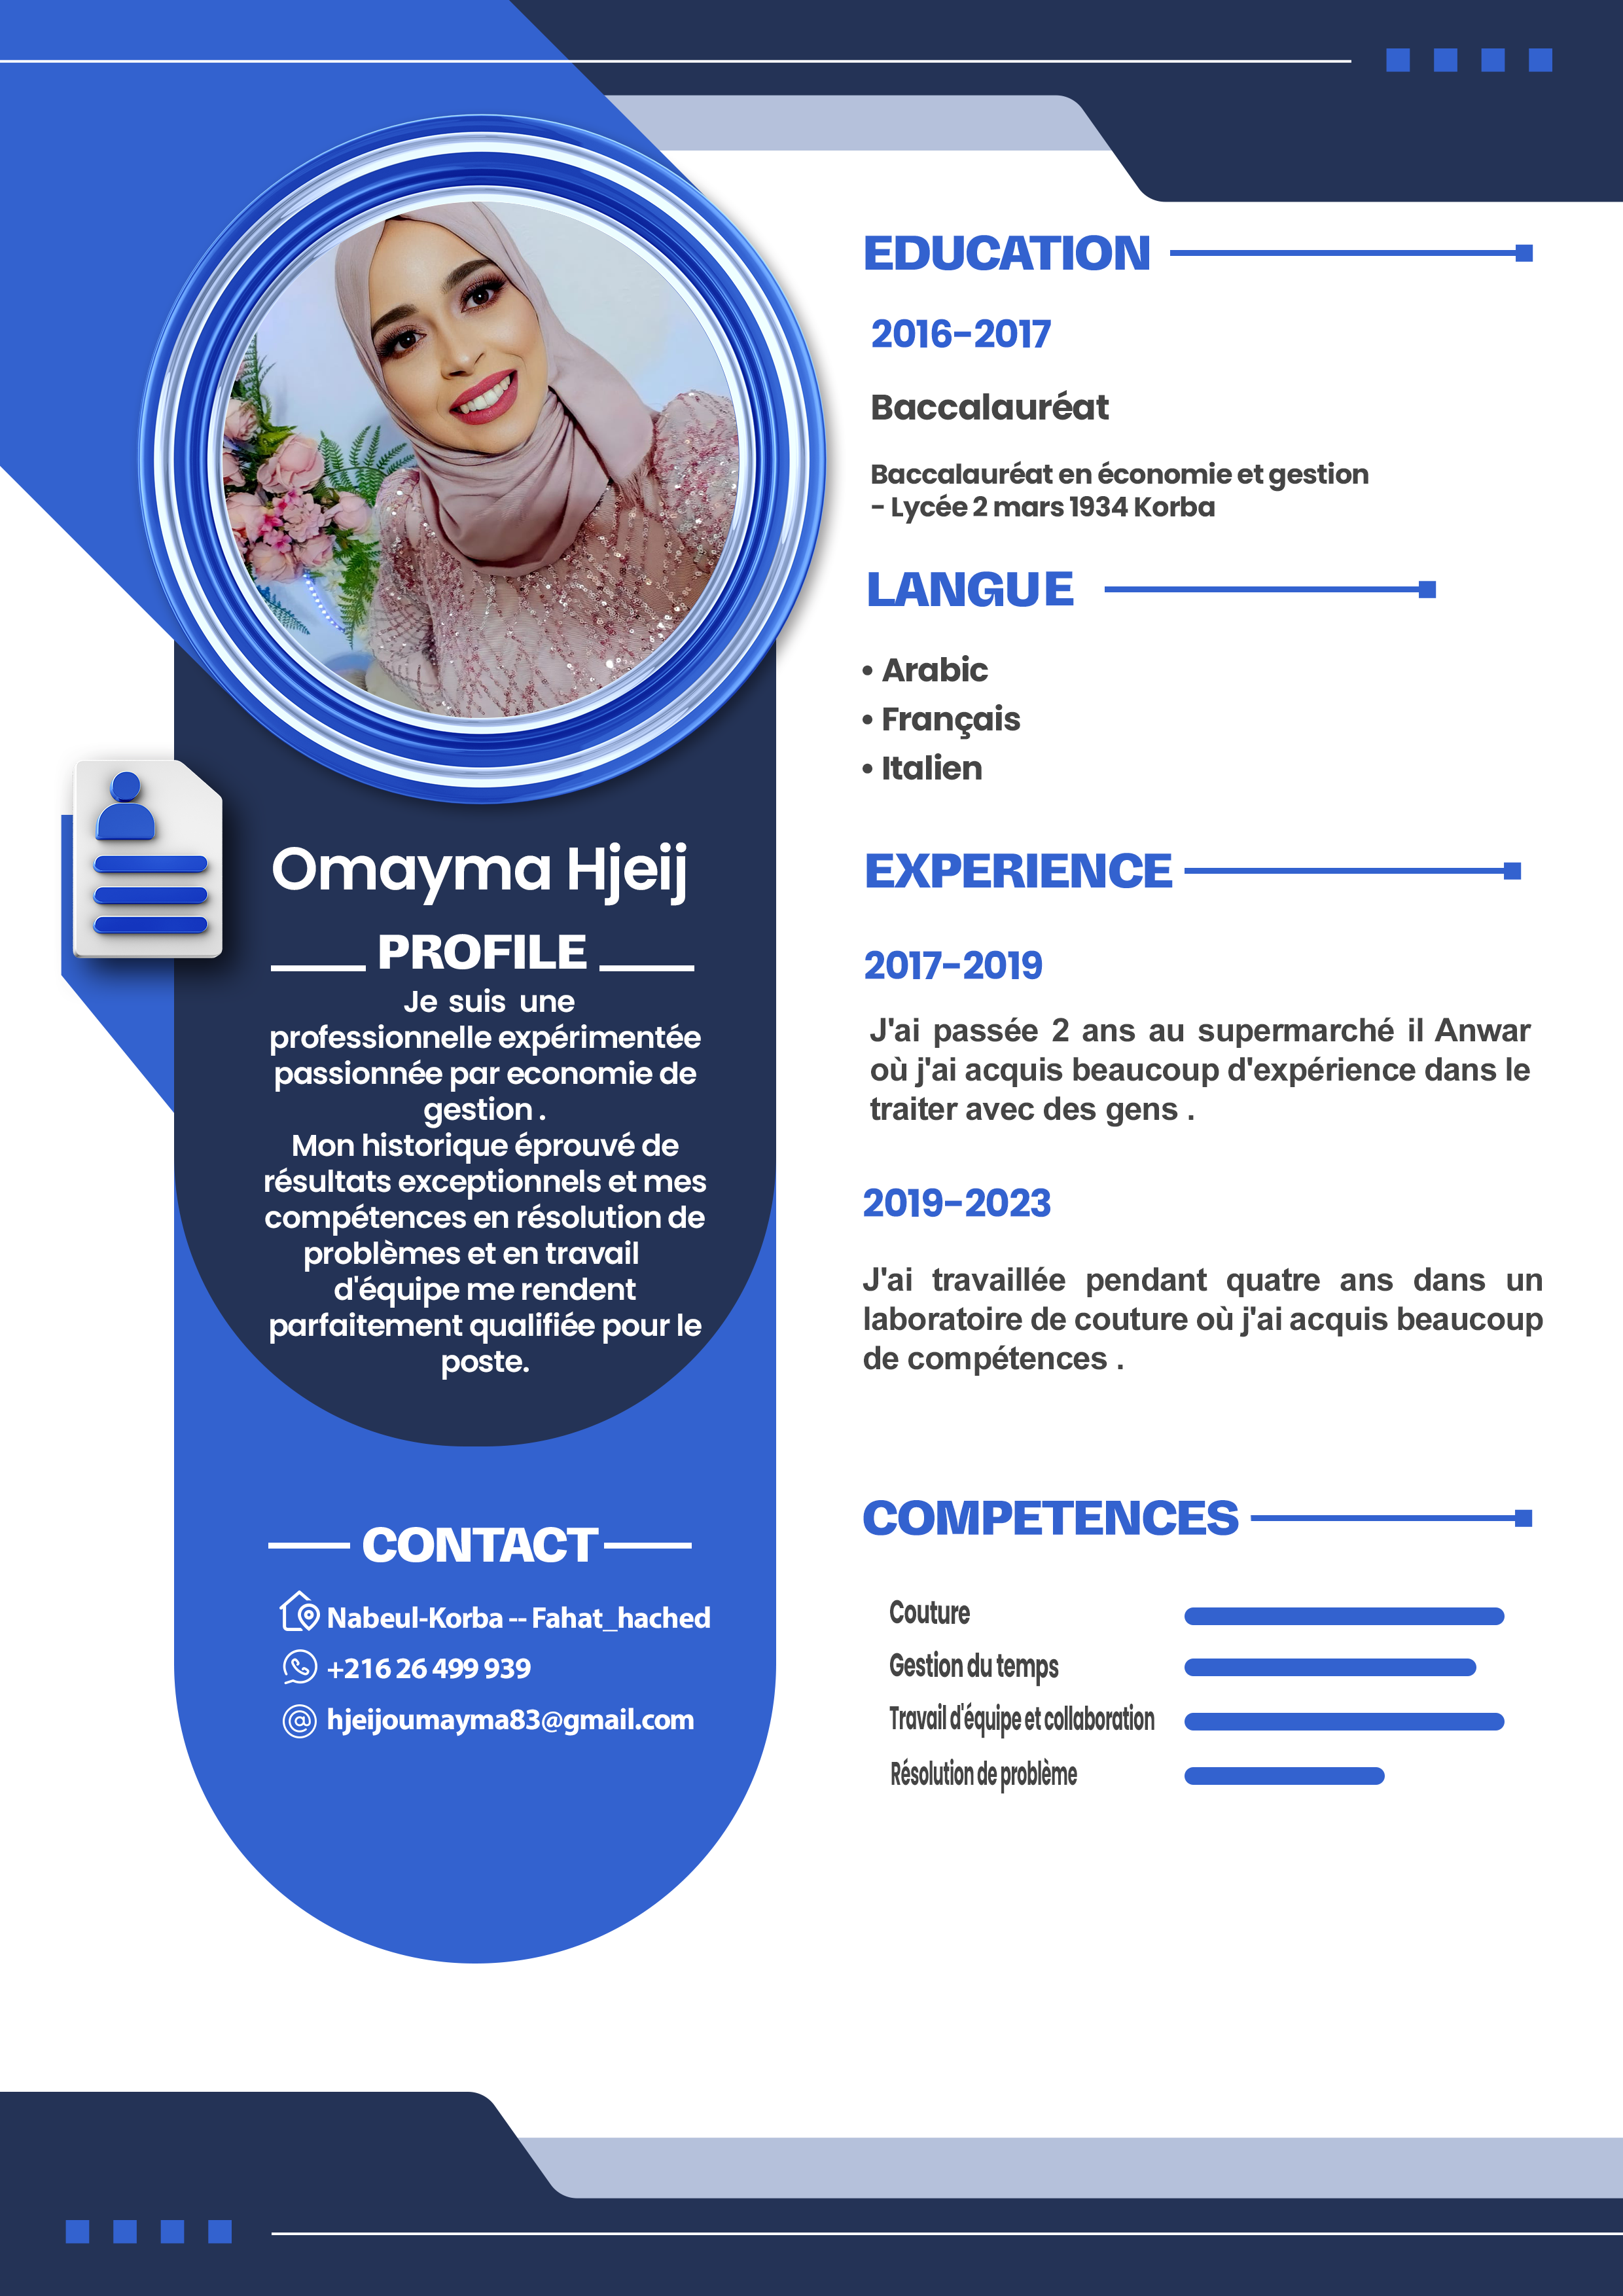 Omayma Hjeij
PROFILE
Je suis une
professionnelle expérimentée
passionnée par economie de
gestion .
Mon historique éprouvé de
résultats exceptionnels et mes
compétences en résolution de
problèmes et en travail
d'équipe me rendent
parfaitement qualifiée pour le
poste.
CONTACT
Nabeul-Korba -- Fahat_hached
+216 26 499 939
hjeijoumayma83@gmail.com
EDUCATION
2016-2017
Baccalauréat
Baccalauréat en économie et gestion
- Lycée 2 mars 1934 Korba
LANGUE
• Arabic
• Français
• Italien
EXPERIENCE
2017-2019
J'ai passée 2 ans au supermarché il Anwar
où j'ai acquis beaucoup d'expérience dans le
traiter avec des gens .
2019-2023
J'ai travaillée pendant quatre ans dans un
laboratoire de couture où j'ai acquis beaucoup
de compétences .
COMPETENCES
Couture
Gestion du temps
Travail d'équipe et collaboration
Résolution de problème